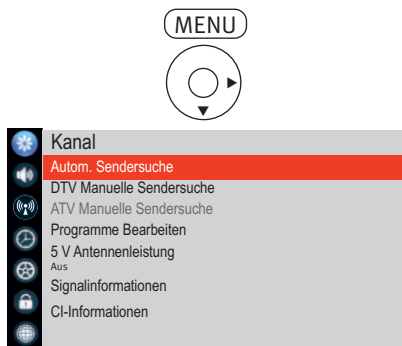 MENU
Kanal
Autom. Sendersuche
DTV Manuelle Sendersuche
ATV Manuelle Sendersuche
Programme Bearbeiten
5 V Antennenleistung
Aus
Signalinformationen
CI-Informationen